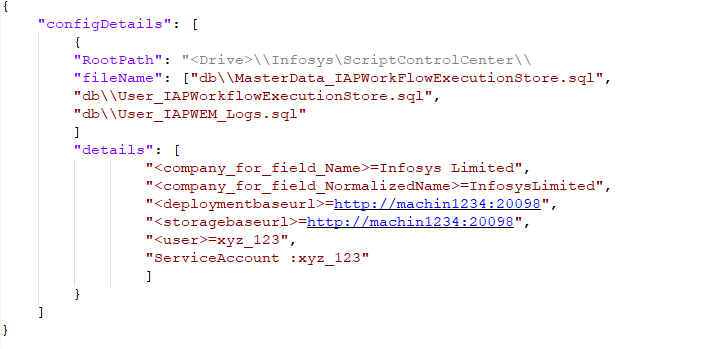 {
"configDetails": [
{
"RootPath": "<Drive>\\Infosys\ScriptControlCenter\\
"fileName": ["db\\MasterData_IAPWorkFlowExecutionStore.sql",
"db\\User_IAPWorkflowExecutionStore.sql",
"db\\User_IAPWEM_Logs.sql"
]
"details": [
"<company_for_field_Name>=Infosys Limited",
"<company_for_field_NormalizedName>=InfosysLimited",
"<deploymentbaseurl>=http://machin1234:20098",
"<storagebaseurl>=http://machin1234:20098",
"<user>=xyz_123",
"ServiceAccount :xyz_123"
]
}
]
}